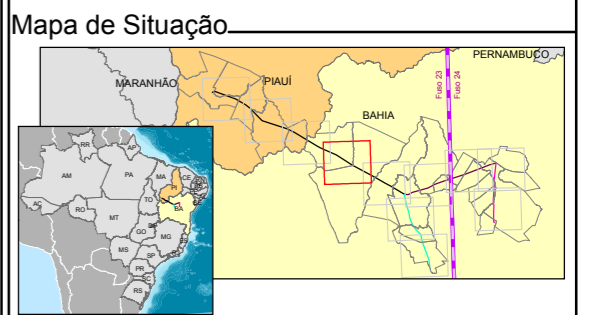 Mapa de Situação
PERNAMBUCO
MARANHÃO
PIAUÍ
Fuso 23
Fuso 24
BAHIA
RR
AP
AM
PA
MA
CE
PI
AC
RO
TO
BA
MT
GO
MG
MS
SP
PR
SC
RS